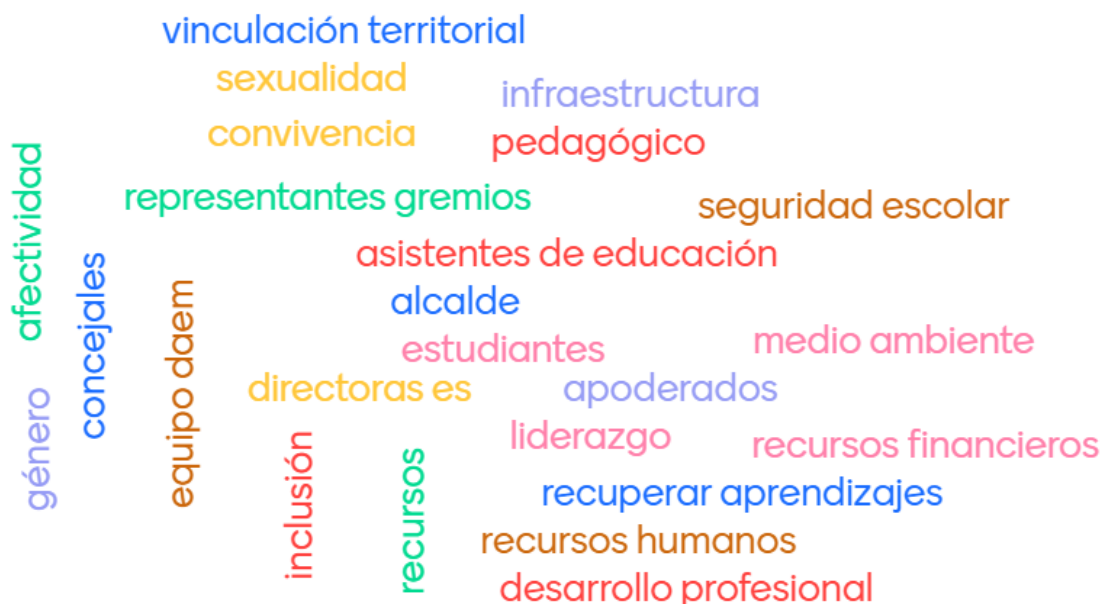 vinculación territorial
sexualidad
infraestructura
convivencia
pedagógico
afectividad
representantes gremios
seguridad escolar
asistentes de educación
concejales
equipo daem
alcalde
estudiantes
medio ambiente
directoras es
apoderados
género
liderazgo
recursos financieros
inclusión
recursos
recuperar aprendizajes
recursos humanos
desarrollo profesional